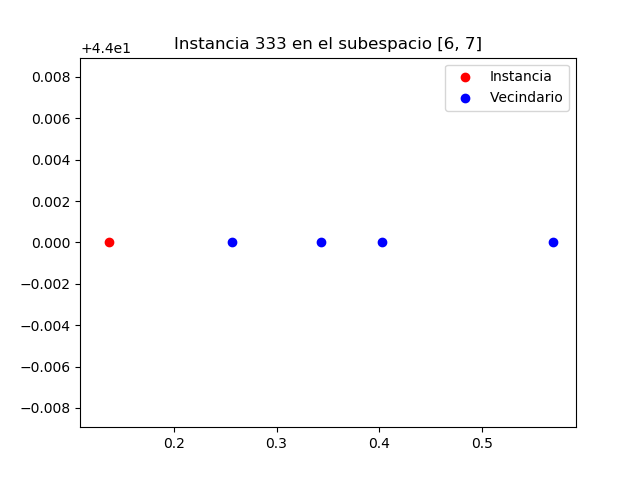 Instancia 333 en el subespacio [6, 7]
+4.4e1
Instancia
Vecindario
0.008
0.006
0.004
0.002
0.000
−0.002
−0.004
−0.006
−0.008
0.2 0.3 0.4 0.5